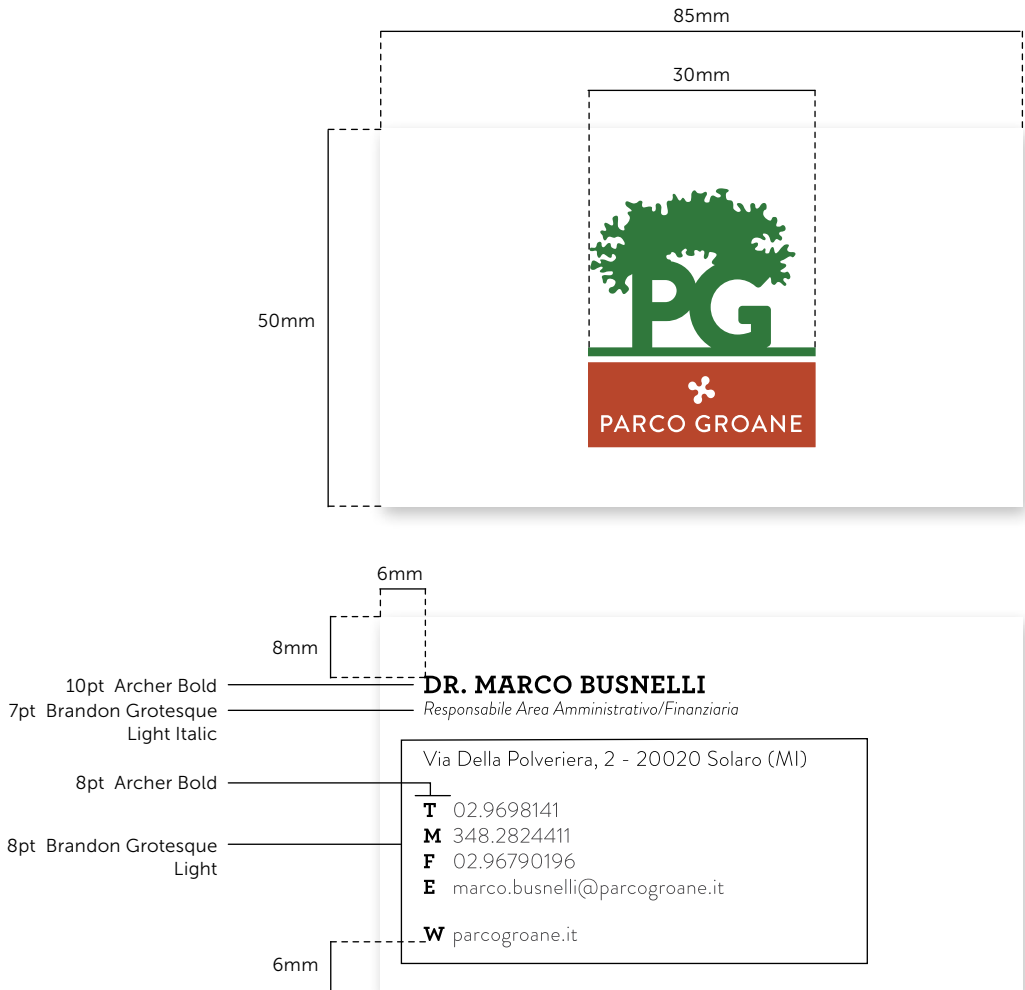 85mm
30mm
50mm
PG
PARCO GROANE
6mm
8mm
10pt Archer Bold
DR. MARCO BUSNELLI
7pt Brandon Grotesque
Light Italic
Responsabile Area Amministrativo/Finanziaria
Via Della Polveriera, 2 - 20020 Solaro (MI)
8pt Archer Bold
T 02.9698141
M 348.2824411
8pt Brandon Grotesque
Light
F 02.96790196
E marco.busnelli@parcogroane.it
W parcogroane.it
6mm